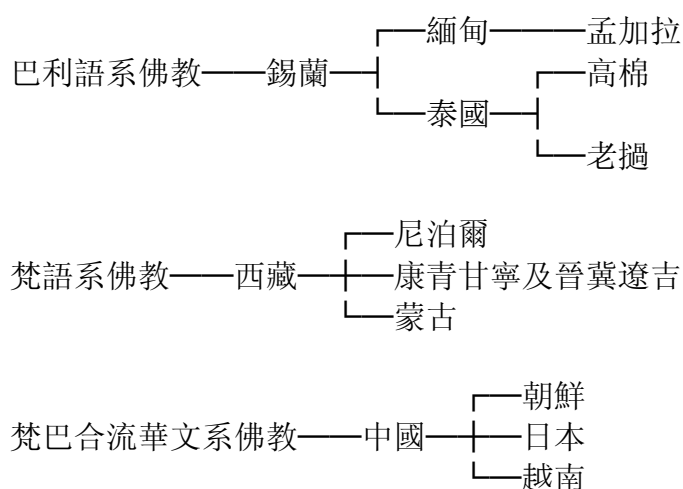 緬甸 孟加拉
巴利語系佛教 錫蘭 高棉
泰國
老撾
尼泊爾
梵語系佛教 西藏 康青甘寧及晉冀遼吉
蒙古
朝鮮
梵巴合流華文系佛教 中國 日本
越南